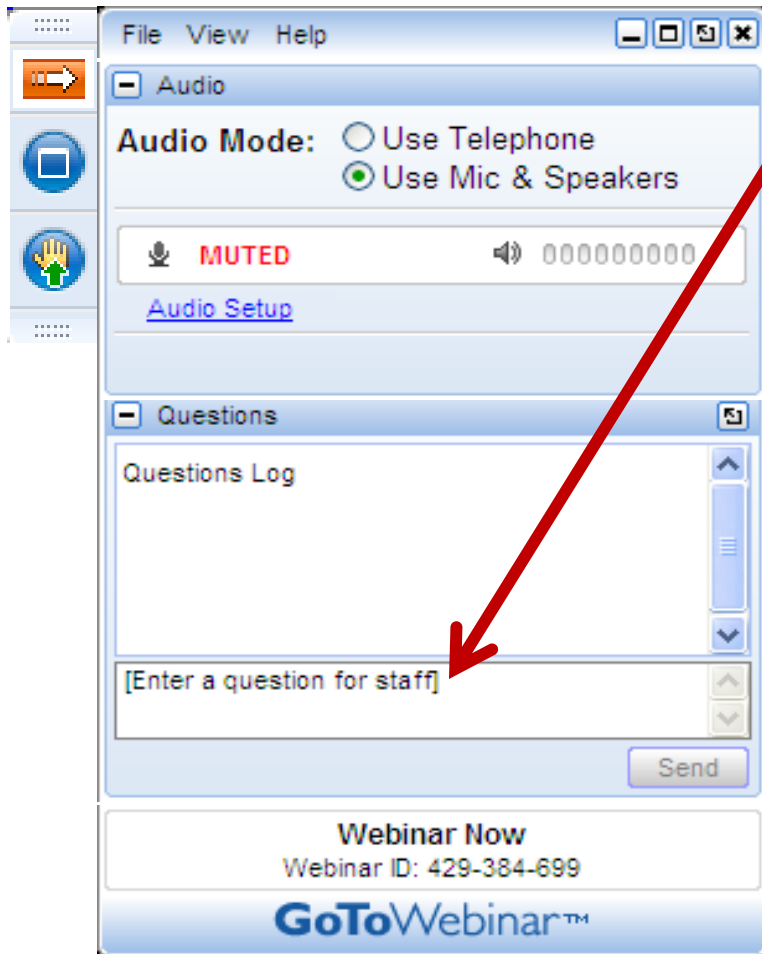 File View Help
Audio
Audio Mode: Use Telephone
Use Mic & Speakers
MUTED 000000000
Audio Setup
Questions
Questions Log
[Enter a question for staff]
Send
Webinar Now
Webinar ID: 429-384-699
GoToWebinar™